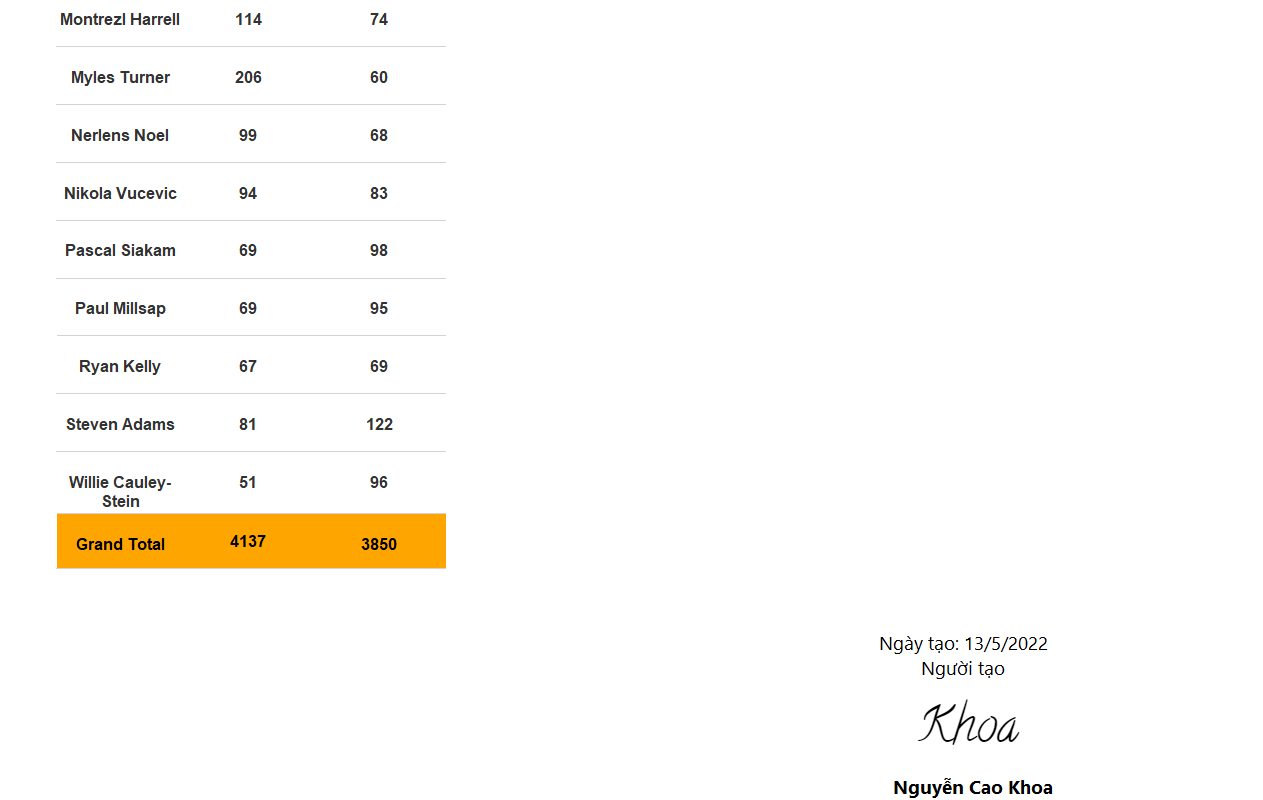 Montrezl Harrell 114 74
Myles Turner 206 60
Nerlens Noel 99 68
Nikola Vucevic 94 83
Pascal Siakam 69 98
Paul Millsap 69 95
Ryan Kelly 67 69
Steven Adams 81 122
Willie Cauley- 51 96
Stein
Grand Total 4137 3850
Ngày tạo: 13/5/2022
Người tạo
Khoa
Nguyễn Cao Khoa